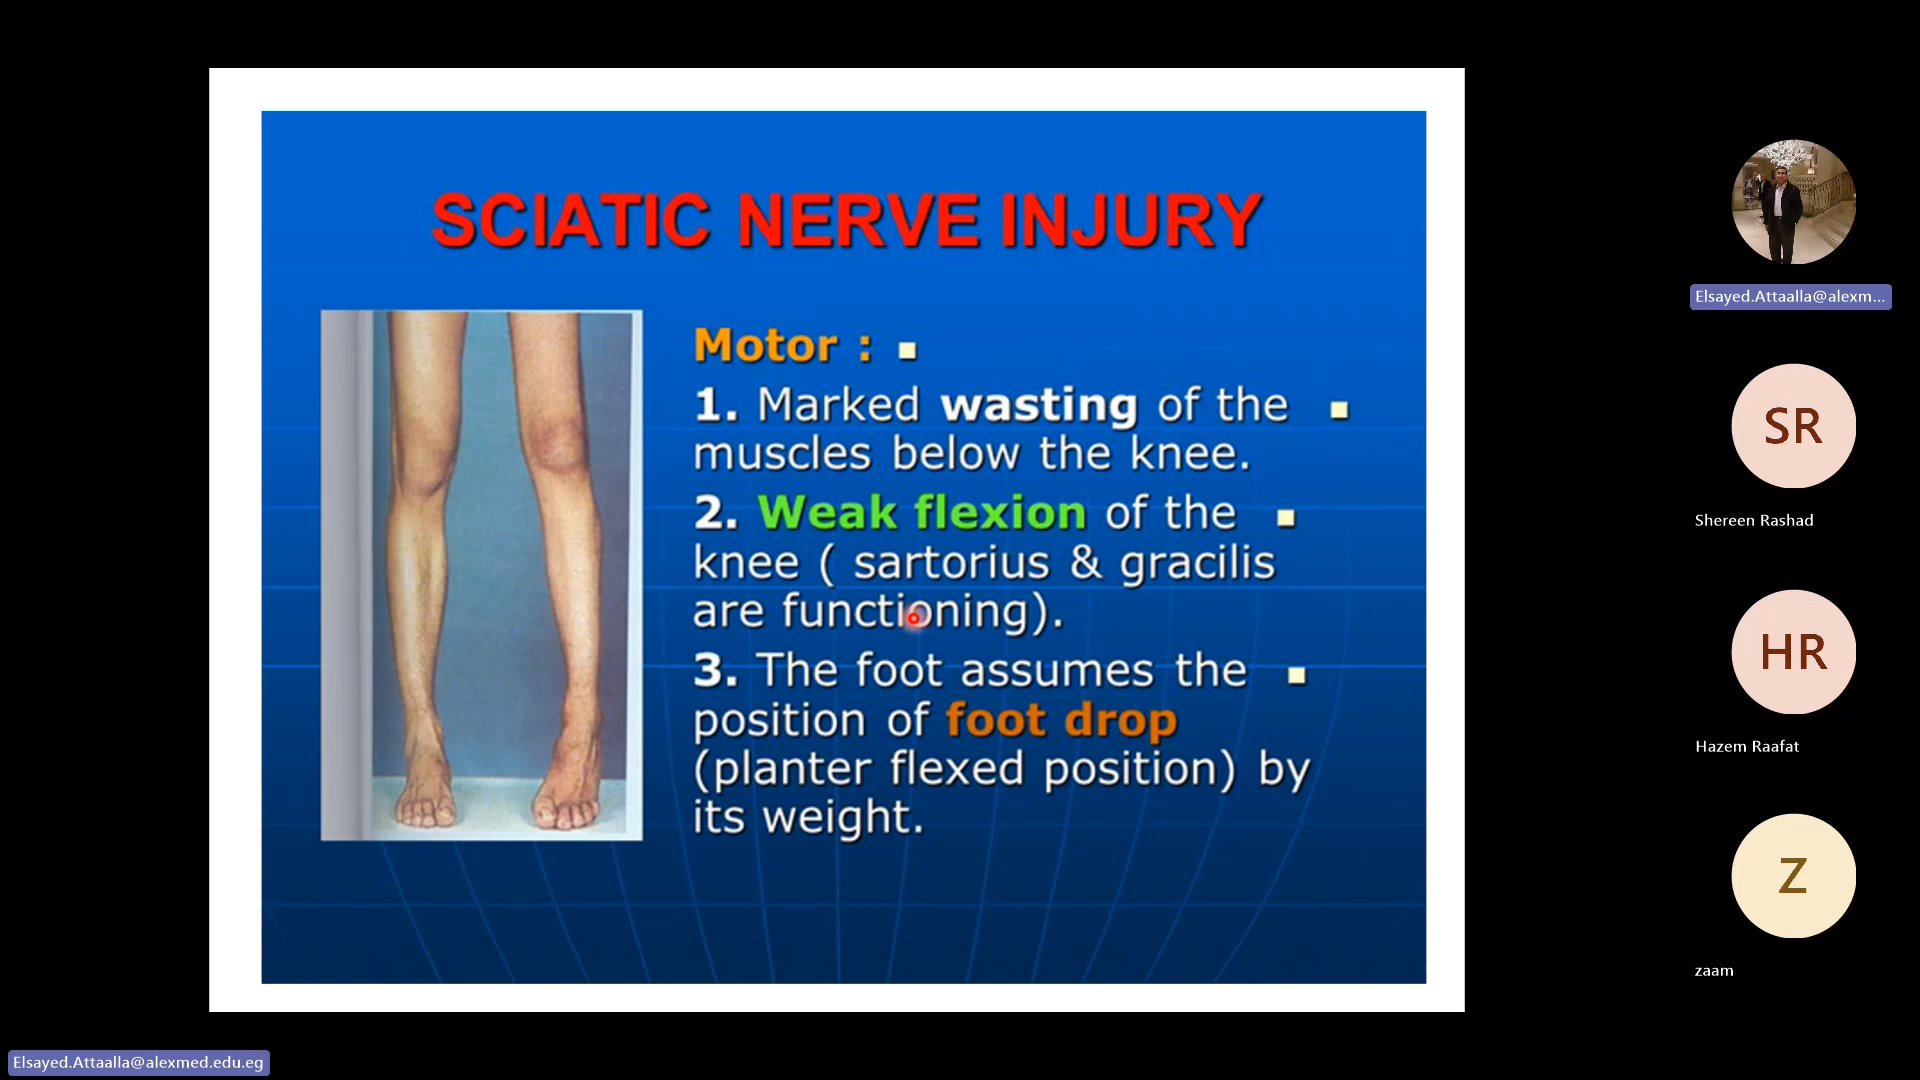 SCIATIC NERVE INJURY
Motor :
1. Marked wasting of the
muscles below the knee.
2. Weak flexion of the
knee ( sartorius & gracilis
are functioning).
3. The foot assumes the
position of foot drop
(planter flexed position) by
its weight.
Elsayed.Attaalla@alexm...
SR
Shereen Rashad
HR
Hazem Raafat
Z
zaam
Elsayed.Attaalla@alexmed.edu.eg